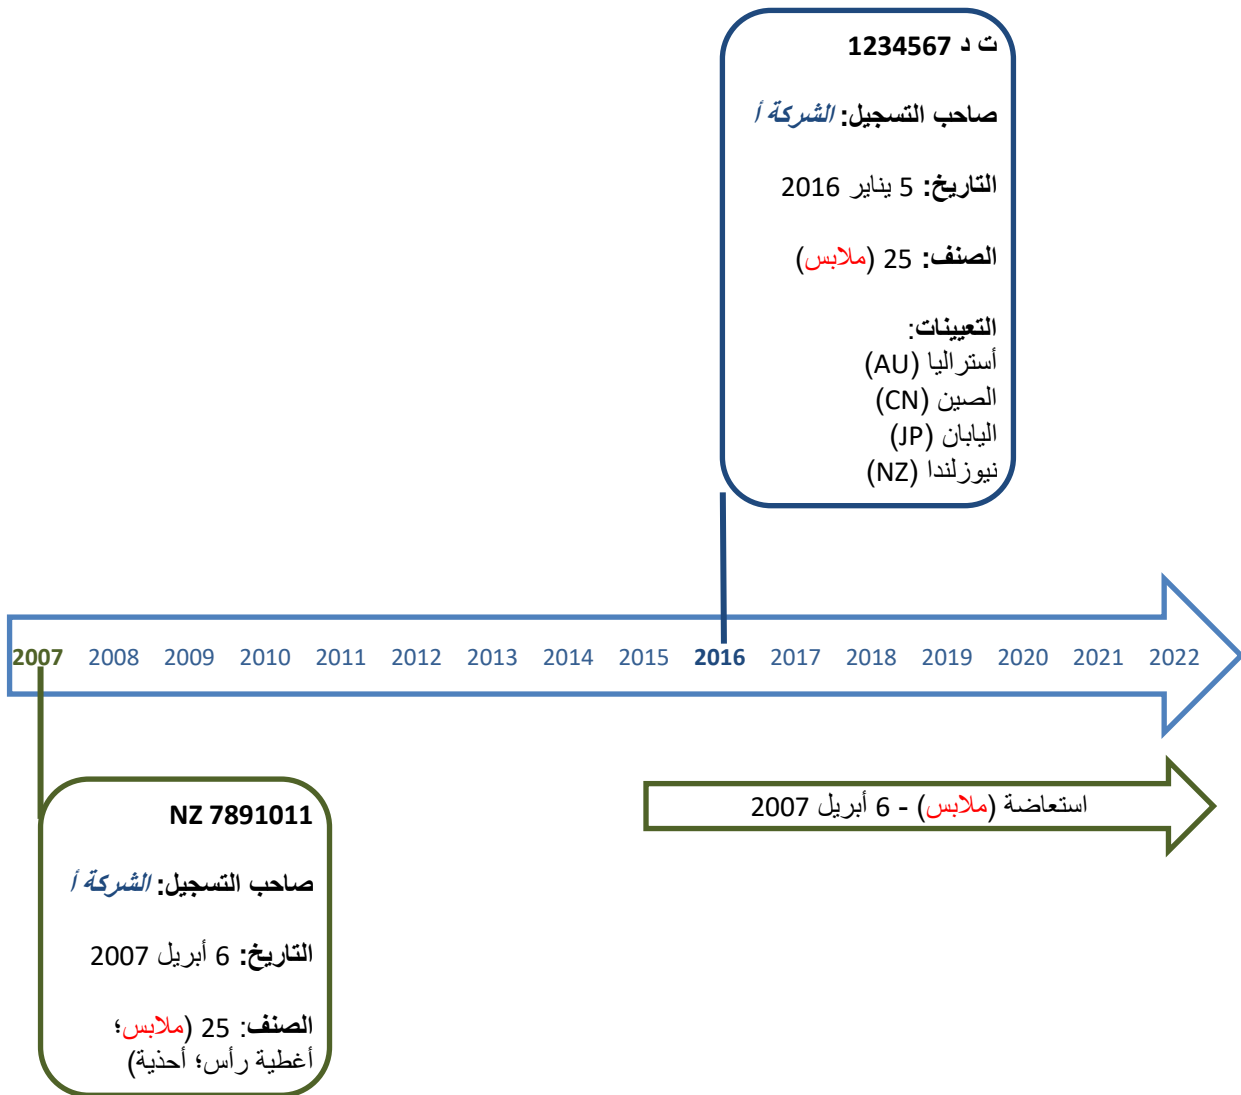 ت د 1234567
صاحب التسجيل: الشركة أ
التاريخ: 5 يناير 2016
الصنف: 25 (ملابس)
التعيينات:
أستراليا (AU)
الصين (CN)
اليابان (JP)
نيوزلندا (NZ)
2007 2008 2009 2010 2011 2012 2013 2014 2015 2016 2017 2018 2019 2020 2021 2022
استعاضة (ملابس) - 6 أبريل 2007
NZ 7891011
صاحب التسجيل: الشركة أ
التاريخ: 6 أبريل 2007
الصنف: 25 (ملابس؛
أغطية رأس؛ أحذية)